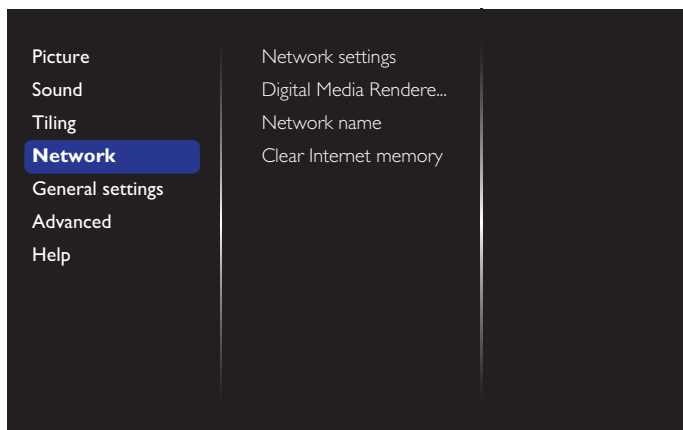 Picture
Sound
Tiling
Network
General settings
Advanced
Help
Network settings
Digital Media Rendere...
Network name
Clear Internet memory